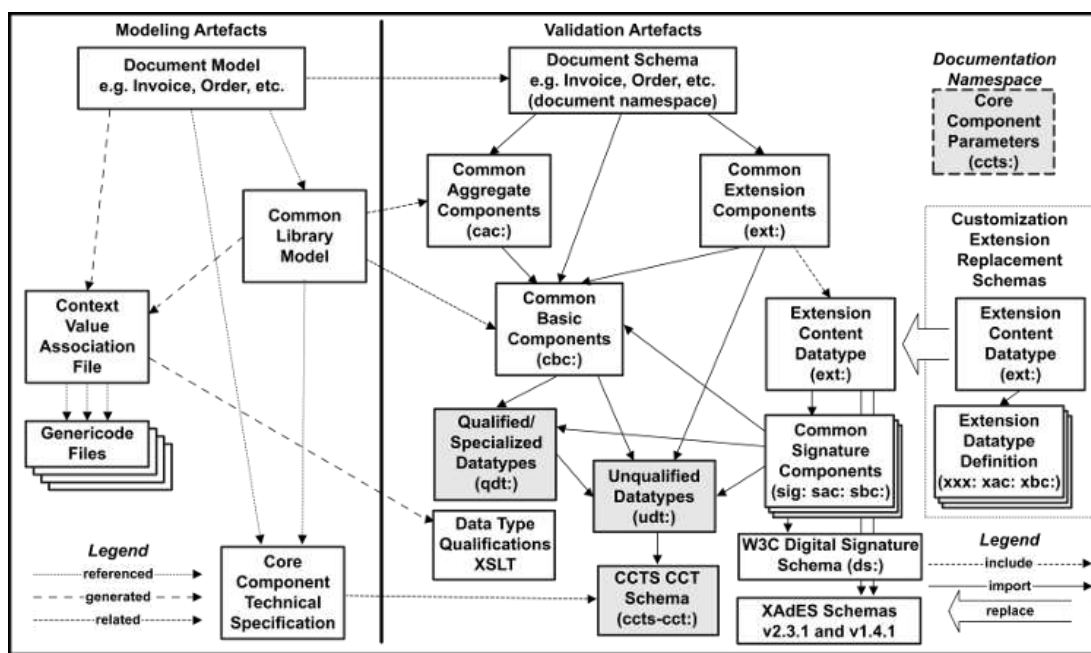 Modeling Artefacts
Document Model
e.g. Invoice, Order, etc.
Common
Library
Model
Context
Value
Association
File
Genericode
Files
Core
Component
Technical
Specification
Legend
referenced
generated
related
Validation Artefacts
Document Schema
e.g. Invoice, Order, etc.
(document namespace)
Common
Aggregate
Components
(cac:)
Common
Extension
Components
(ext:)
Common
Basic
Components
(cbc:)
Extension
Content
Datatype
(ext:)
Qualified/
Specialized
Datatypes
(qdt:)
Unqualified
Datatypes
(udt:)
Common
Signature
Components
(sig: sac: sbc:)
Data Type
Qualifications
XSLT
CCTS CCT
Schema
(ccts-cct:)
W3C Digital Signature
Schema (ds:)
XAdES Schemas
v2.3.1 and v1.4.1
Documentation
Namespace
Core
Component
Parameters
(ccts:)
Customization
Extension
Replacement
Schemas
Extension
Content
Datatype
(ext:)
Extension
Datatype
Definition
(xxx: xac: xbc:)
Legend
include
import
replace